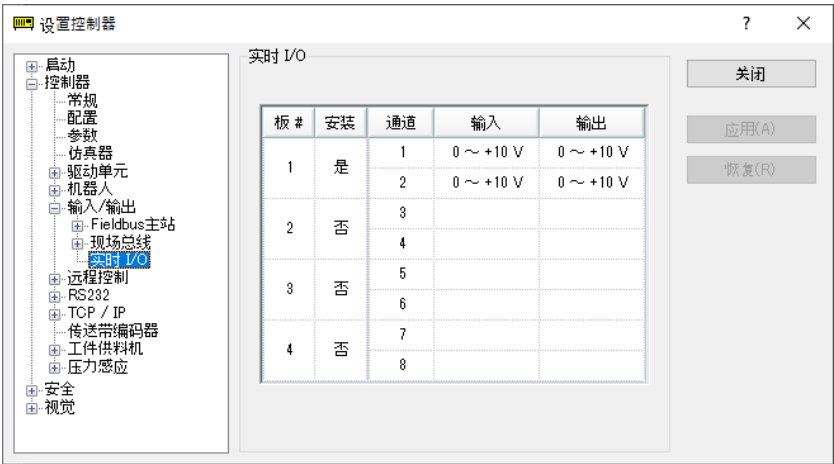 设置控制器
? ×
启动
控制器
常规
配置
参数
仿真器
驱动单元
机器人
输入/输出
Fieldbus主站
现场总线
实时 I/O
远程控制
RS232
TCP / IP
传送带编码器
工件供料机
压力感应
安全
视觉
实时 I/O
板 # 安装 通道 输入 输出
1 是 1 0 ～ +10 V 0 ～ +10 V
2 0 ～ +10 V 0 ～ +10 V
2 否 3
4
3 否 5
6
4 否 7
8
关闭
应用(A)
恢复(R)